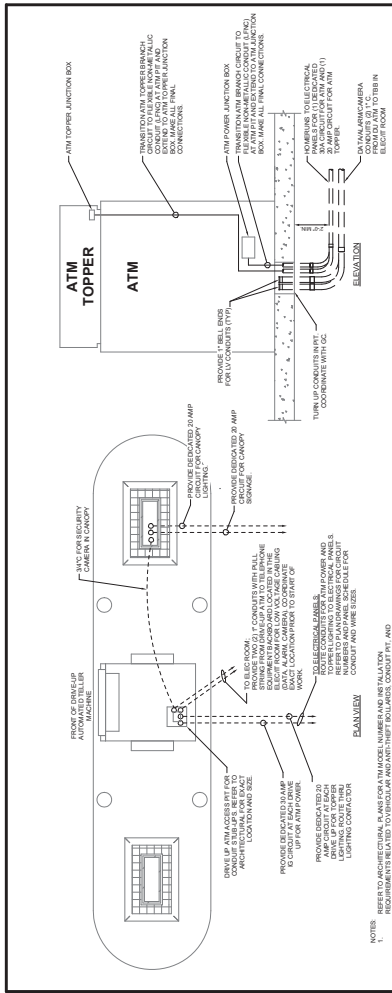 ATM TOPPER JUNCTION BOX
TRANSITION ATM TOPPER BRANCH
CIRCUIT TO FLEXIBLE NON-METALLIC
CONDUIT (LFNC) AT ATM PIT AND
EXTEND TO ATM TOPPER JUNCTION
BOX. MAKE ALL FINAL
CONNECTIONS.
ATM POWER JUNCTION BOX
TRANSITION ATM BRANCH CIRCUIT TO
FLEXIBLE NON-METALLIC CONDUIT (LFNC)
AT ATM PIT AND EXTEND TO ATM JUNCTION
BOX. MAKE ALL FINAL CONNECTIONS.
HOMERUNS TO ELECTRICAL
PANELS FOR (1) DEDICATED
30A CIRCUIT FOR ATM AND (1)
20 AMP CIRCUIT FOR ATM
TOPPER.
DATA/ALARM/CAMERA
CONDUITS (2) 1" C.
FROM DU ATM TO TBB IN
ELEC/IT ROOM
ATM
TOPPER
ATM
PROVIDE 1" BELL ENDS
FOR LV CONDUITS (TYP)
2'-0" MIN.
TURN UP CONDUITS IN PIT.
COORDINATE WITH GC.
ELEVATION
3/4"C FOR SECURITY
CAMERA IN CANOPY
PROVIDE DEDICATED 20 AMP
CIRCUIT FOR CANOPY
LIGHTING.
PROVIDE DEDICATED 20 AMP
CIRCUIT FOR CANOPY
SIGNAGE.
FRONT OF DRIVE-UP
AUTOMATED TELLER
MACHINE
TO ELEC ROOM:
PROVIDE TWO (2) 1" CONDUITS WITH PULL
STRING FROM DRIVE-UP ATM TO TELEPHONE
EQUIPMENT BACKBOARD LOCATED IN THE
ELEC/IT ROOM FOR LOW VOLTAGE CABLING
(DATA, ALARM, CAMERA). COORDINATE
EXACT LOCATION PRIOR TO START OF
WORK.
TO ELECTRICAL PANELS:
ROUTE CONDUITS FOR ATM POWER AND
TOPPER LIGHTING TO ELECTRICAL PANELS.
REFER TO PLAN DRAWINGS FOR CIRCUIT
NUMBERS AND PANEL SCHEDULE FOR
CONDUIT AND WIRE SIZES.
DRIVE UP ATM ACCESS PIT FOR
CONDUIT STUB-UPS. REFER TO
ARCHITECTURAL FOR EXACT
LOCATION AND SIZE.
PROVIDE DEDICATED 30 AMP
IG CIRCUIT AT EACH DRIVE
UP FOR ATM POWER.
PROVIDE DEDICATED 20
AMP CIRCUIT AT EACH
DRIVE UP FOR TOPPER
LIGHTING. ROUTE THRU
LIGHTING CONTACTOR
PLAN VIEW
NOTES:
1. REFER TO ARCHITECTURAL PLANS FOR ATM MODEL NUMBER AND INSTALLATION
REQUIREMENTS RELATED TO VEHICULAR AND ANTI-THEFT BOLLARDS, CONDUIT PIT, AND